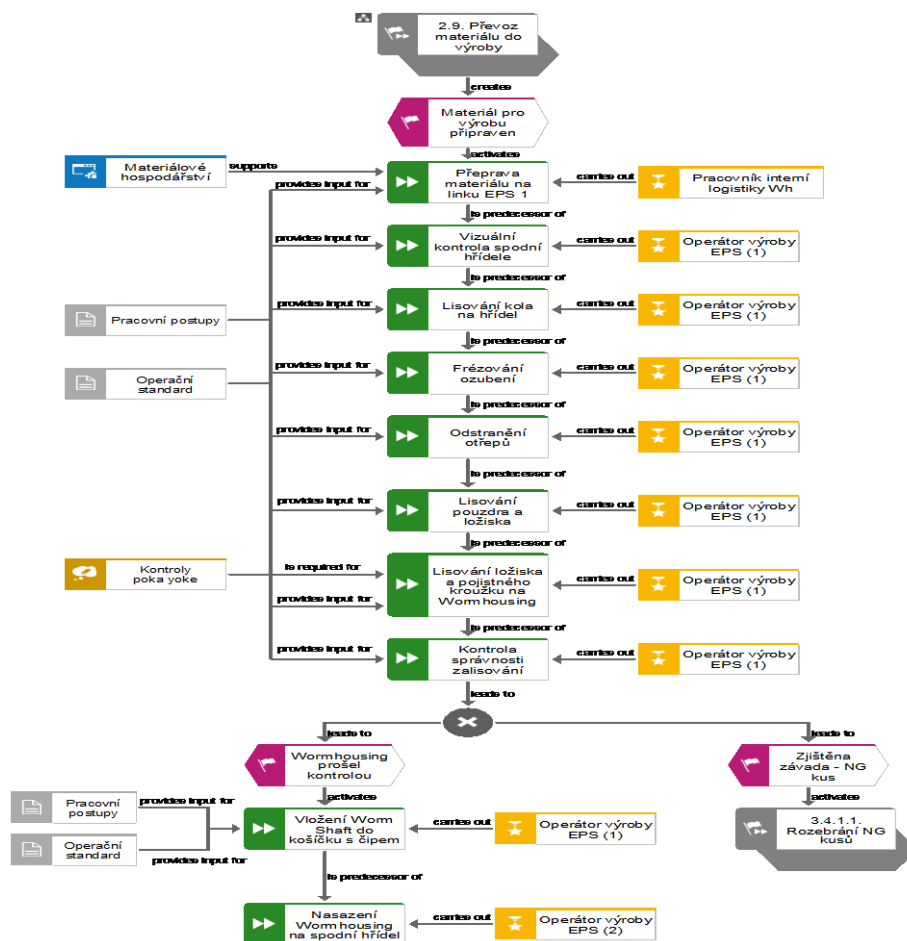 2.9. Převoz
materiálu do
výroby
creates
Materiál pro
výrobu
připraven
activates
Materiálové
hospodářství
supports
provides input for
Přeprava
materiálu na
linku EPS 1
carries out
Pracovník interní
logistiky Wh
is predecessor of
provides input for
Vizuální
kontrola spodní
hřídele
carries out
Operátor výroby
EPS (1)
is predecessor of
Pracovní postupy
provides input for
Lisování kola
na hřídel
carries out
Operátor výroby
EPS (1)
is predecessor of
Operační
standard
provides input for
Frézování
ozubení
carries out
Operátor výroby
EPS (1)
is predecessor of
provides input for
Odstranění
otřepů
carries out
Operátor výroby
EPS (1)
is predecessor of
provides input for
Lisování
pouzdra a
ložiska
carries out
Operátor výroby
EPS (1)
is predecessor of
Kontroly
poka yoke
is required for
provides input for
Lisování ložiska
a pojistného
kroužku na
Wormhousing
carries out
Operátor výroby
EPS (1)
is predecessor of
provides input for
Kontrola
správnosti
zalisování
carries out
Operátor výroby
EPS (1)
leads to
leads to
leads to
Wormhousing
prošel
kontrolou
Zjištěna
závada - NG
kus
activates
activates
Pracovní
postupy
provides input for
Operační
standard
provides input for
Vložení Worm
Shaft do
košíčku s čipem
carries out
Operátor výroby
EPS (1)
3.4.1.1.
Rozebrání NG
kusů
is predecessor of
Nasazení
Wormhousing
na spodní hřídel
carries out
Operátor výroby
EPS (2)